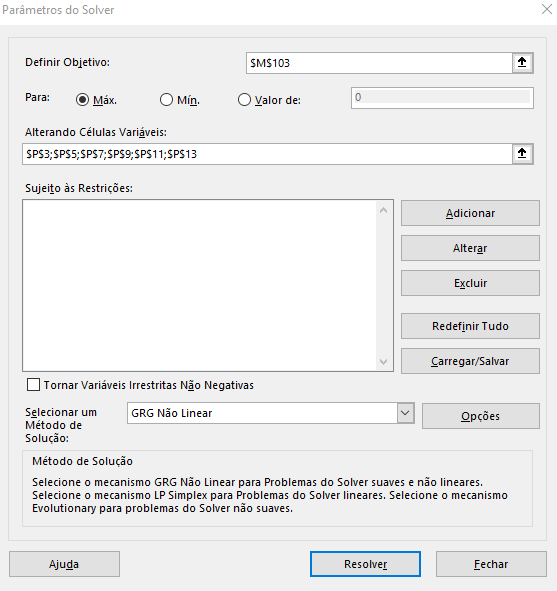 Parâmetros do Solver
Definir Objetivo:
$M$103
Para:
Máx.
Mín.
Valor de:
0
Alterando Células Variáveis:
$P$3;$P$5;$P$7;$P$9;$P$11;$P$13
Sujeito às Restrições:
Adicionar
Alterar
Excluir
Redefinir Tudo
Carregar/Salvar
Tornar Variáveis Irrestritas Não Negativas
Selecionar um
Método de
Solução:
GRG Não Linear
Opções
Método de Solução
Selecione o mecanismo GRG Não Linear para Problemas do Solver suaves e não lineares.
Selecione o mecanismo LP Simplex para Problemas do Solver lineares. Selecione o mecanismo
Evolutionary para problemas do Solver não suaves.
Ajuda
Resolver
Fechar